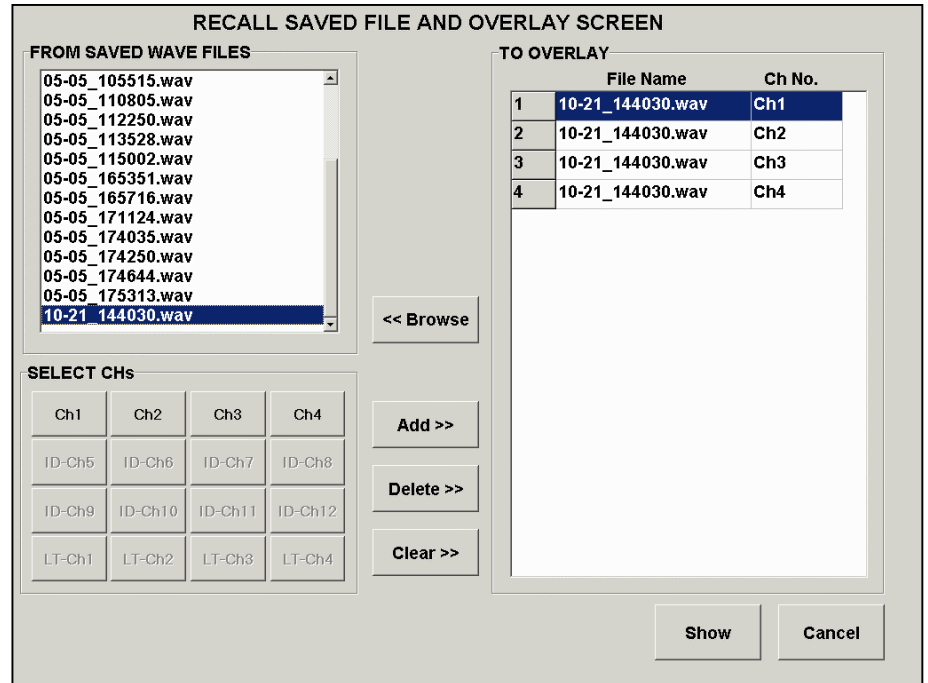 RECALL SAVED FILE AND OVERLAY SCREEN
FROM SAVED WAVE FILES
05-05_105515.wav
05-05_110805.wav
05-05_112250.wav
05-05_113528.wav
05-05_115002.wav
05-05_165351.wav
05-05_165716.wav
05-05_171124.wav
05-05_174035.wav
05-05_174250.wav
05-05_174644.wav
05-05_175313.wav
10-21_144030.wav
SELECT CHs
Ch1 Ch2 Ch3 Ch4
ID-Ch5 ID-Ch6 ID-Ch7 ID-Ch8
ID-Ch9 ID-Ch10 ID-Ch11 ID-Ch12
LT-Ch1 LT-Ch2 LT-Ch3 LT-Ch4
<< Browse
Add >>
Delete >>
Clear >>
TO OVERLAY
File Name Ch No.
1 10-21_144030.wav Ch1
2 10-21_144030.wav Ch2
3 10-21_144030.wav Ch3
4 10-21_144030.wav Ch4
Show Cancel